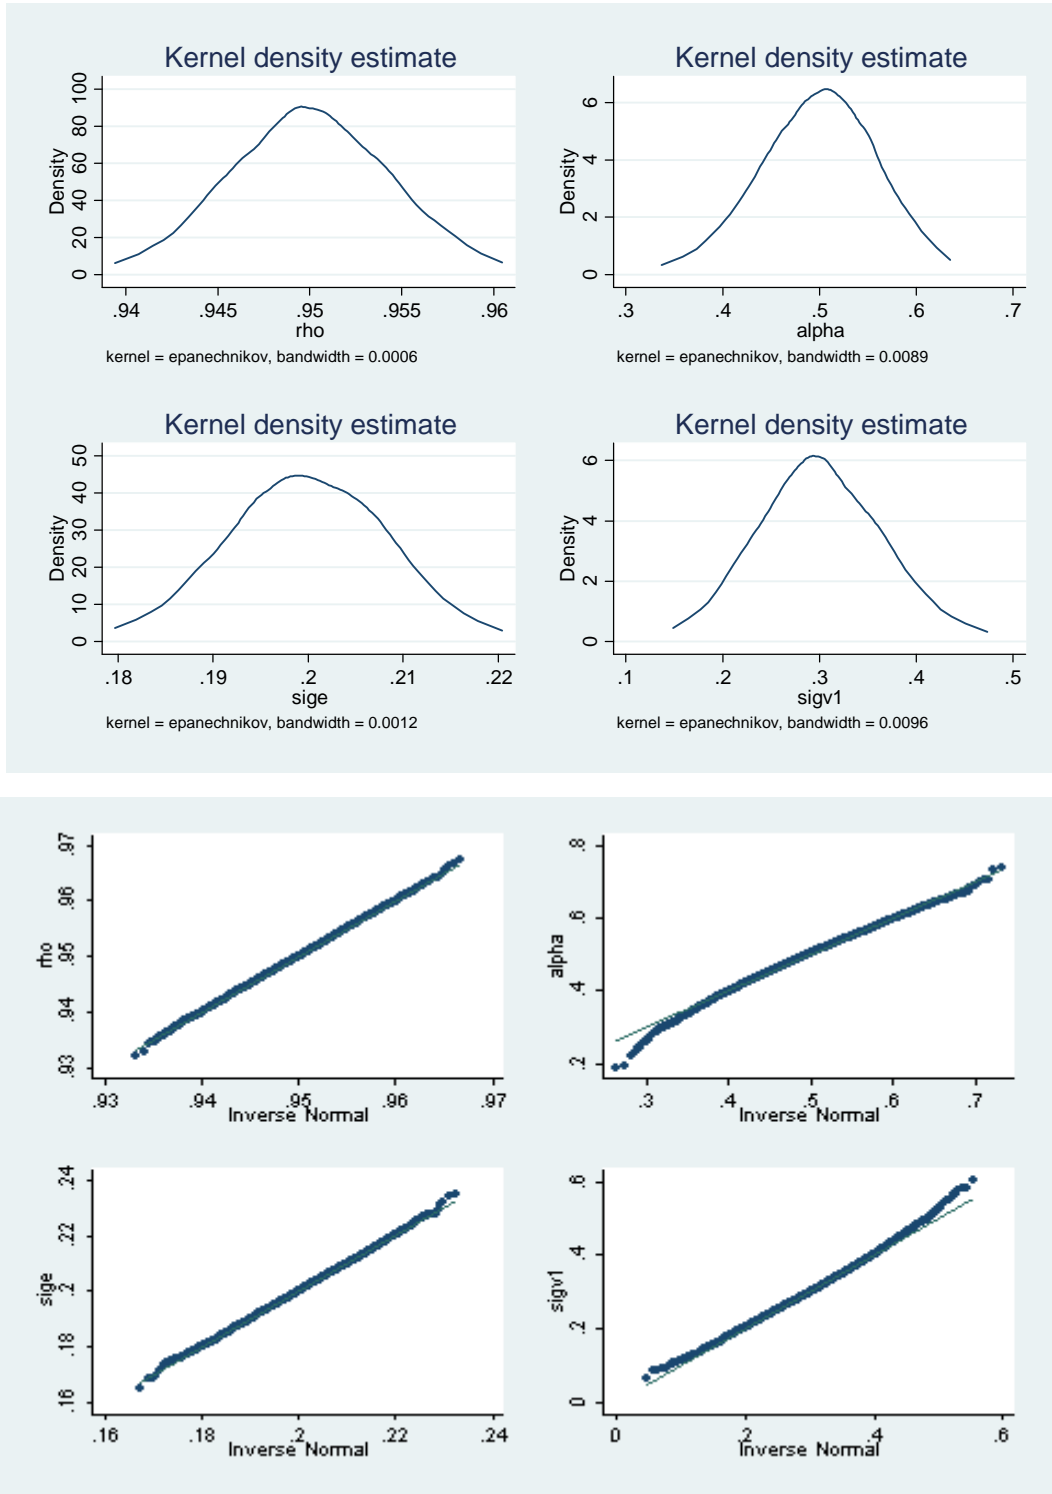 Kernel density estimate
Density
0 20 40 60 80 100
.94 .945 .95 .955 .96
rho
kernel = epanechnikov, bandwidth = 0.0006
Kernel density estimate
Density
0 2 4 6
.3 .4 .5 .6 .7
alpha
kernel = epanechnikov, bandwidth = 0.0089
Kernel density estimate
Density
0 10 20 30 40 50
.18 .19 .2 .21 .22
sige
kernel = epanechnikov, bandwidth = 0.0012
Kernel density estimate
Density
0 2 4 6
.1 .2 .3 .4 .5
sigv1
kernel = epanechnikov, bandwidth = 0.0096
rho
.93 .94 .95 .96 .97
.93 .94 .95 .96 .97
Inverse Normal
alpha
.2 .4 .6 .8
.3 .4 .5 .6 .7
Inverse Normal
sige
.16 .18 .2 .22 .24
.16 .18 .2 .22 .24
Inverse Normal
sigv1
0 .2 .4 .6
0 .2 .4 .6
Inverse Normal